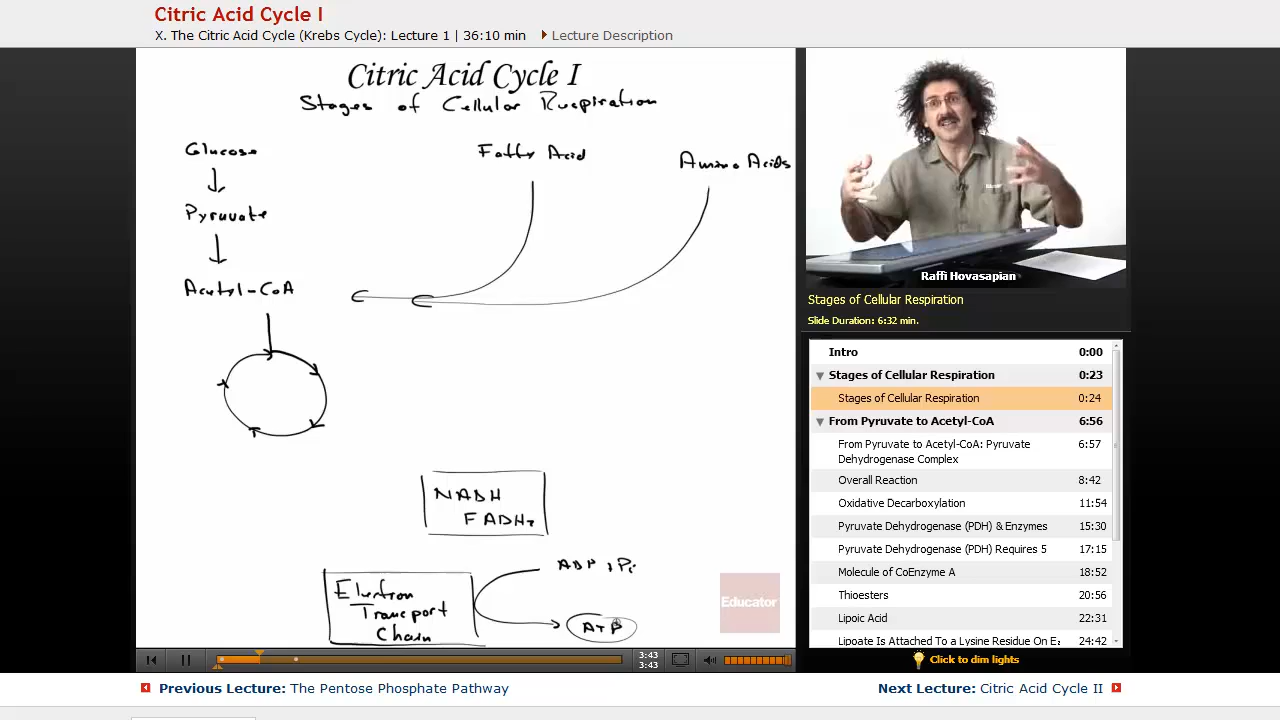 Citric Acid Cycle I
X. The Citric Acid Cycle (Krebs Cycle): Lecture 1 | 36:10 min
Lecture Description
Citric Acid Cycle I
Stages of Cellular Respiration
Glucose
Fatty Acid
Amino Acids
Pyruvate
Acetyl-CoA
NADH
FADH₂
ADP + Pi
Electron
Transport
Chain
ATP
Educator
Raffi Hovasapian
Stages of Cellular Respiration
Slide Duration: 6:32 min.
Intro 0:00
Stages of Cellular Respiration 0:23
Stages of Cellular Respiration 0:24
From Pyruvate to Acetyl-CoA 6:56
From Pyruvate to Acetyl-CoA: Pyruvate 6:57
Dehydrogenase Complex
Overall Reaction 8:42
Oxidative Decarboxylation 11:54
Pyruvate Dehydrogenase (PDH) & Enzymes 15:30
Pyruvate Dehydrogenase (PDH) Requires 5 17:15
Molecule of CoEnzyme A 18:52
Thioesters 20:56
Lipoic Acid 22:31
Lipoate Is Attached To a Lysine Residue On 24:42
3:43
3:43
Click to dim lights
Previous Lecture: The Pentose Phosphate Pathway
Next Lecture: Citric Acid Cycle II